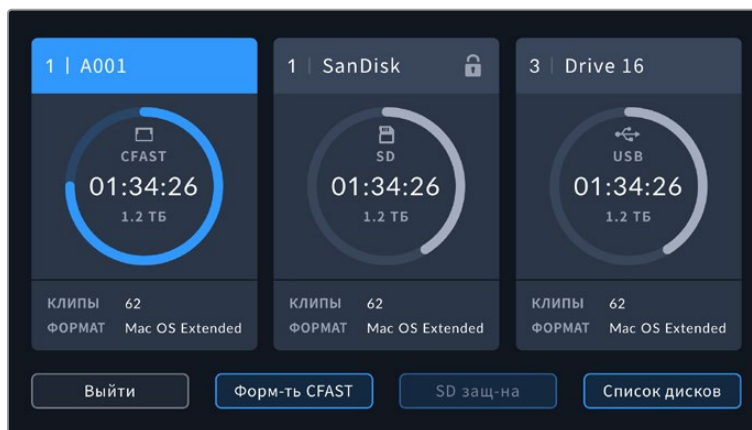 1 | A001
1 | SanDisk
3 | Drive 16
CFAST
01:34:26
1.2 ТБ
SD
01:34:26
1.2 ТБ
USB
01:34:26
1.2 ТБ
КЛИПЫ 62
ФОРМАТ Mac OS Extended
КЛИПЫ 62
ФОРМАТ Mac OS Extended
КЛИПЫ 62
ФОРМАТ Mac OS Extended
Выйти
Форм-ть CFAST
SD защ-на
Список дисков